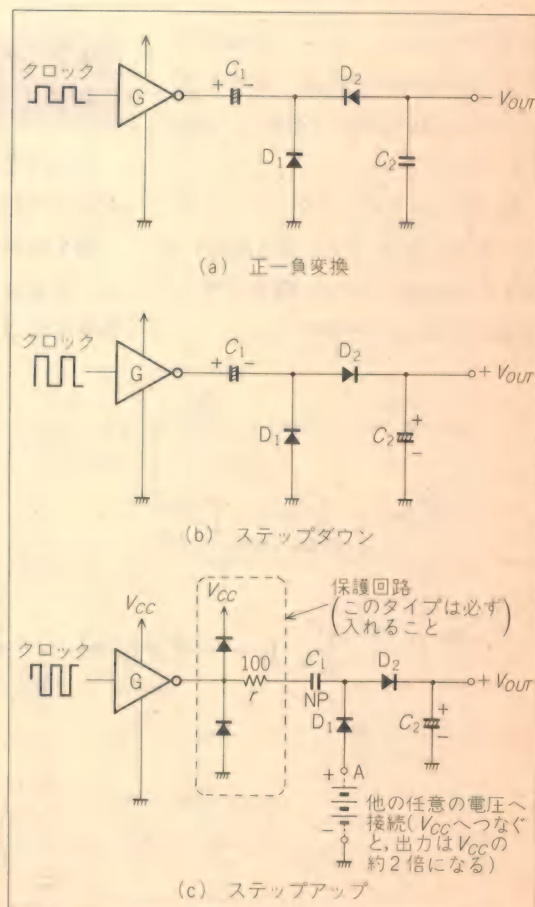 クロック
G
+ C1 −
D2
D1
C2
− VOUT
(a) 正—負変換
クロック
G
+ C1 −
D2
D1
C2
+
−
+ VOUT
(b) ステップダウン
保護回路
(このタイプは必ず
入れること)
クロック
VCC
G
VCC
100
r
C1
NP
D2
D1
C2
+
−
+ VOUT
+
A
−
他の任意の電圧へ
接続(VCCへつなぐ
と,出力はVCCの
約2倍になる)
(c) ステップアップ